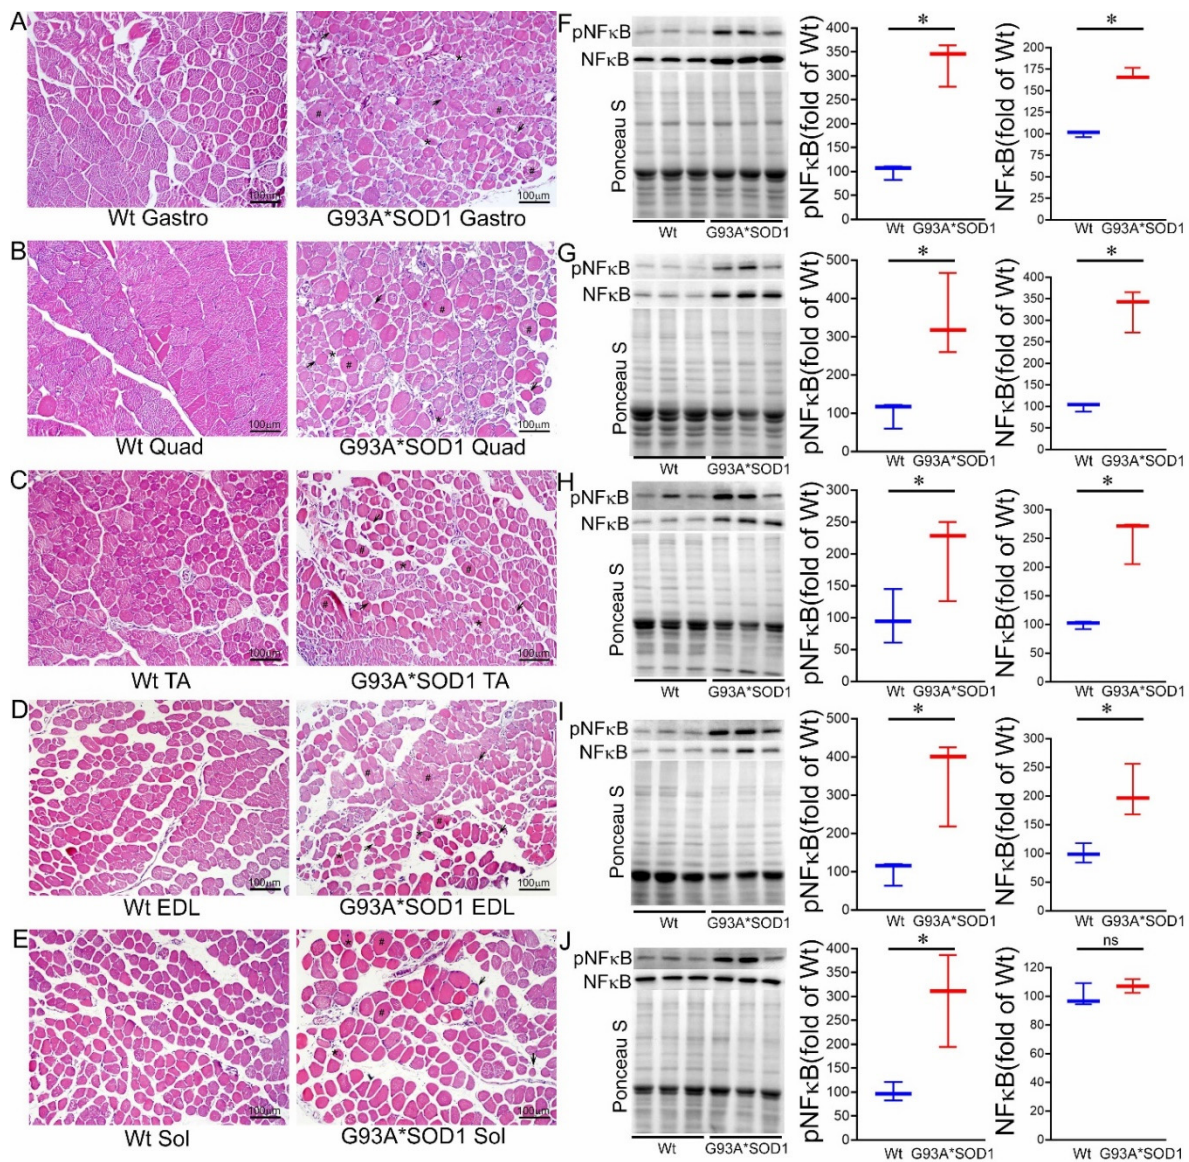 A
100µm
100µm
Wt Gastro
G93A*SOD1 Gastro
B
100µm
100µm
Wt Quad
G93A*SOD1 Quad
C
100µm
100µm
Wt TA
G93A*SOD1 TA
D
100µm
100µm
Wt EDL
G93A*SOD1 EDL
E
100µm
100µm
Wt Sol
G93A*SOD1 Sol
F
pNFκB
NFκB
Ponceau S
Wt
G93A*SOD1
pNFκB(fold of Wt)
400
350
300
250
200
150
100
50
0
*
Wt G93A*SOD1
NFκB(fold of Wt)
200
175
150
125
100
75
50
25
0
*
Wt G93A*SOD1
G
pNFκB
NFκB
Ponceau S
Wt
G93A*SOD1
pNFκB(fold of Wt)
500
400
300
200
100
0
*
Wt G93A*SOD1
NFκB(fold of Wt)
400
350
300
250
200
150
100
50
0
*
Wt G93A*SOD1
H
pNFκB
NFκB
Ponceau S
Wt
G93A*SOD1
pNFκB(fold of Wt)
300
250
200
150
100
50
0
*
Wt G93A*SOD1
NFκB(fold of Wt)
300
250
200
150
100
50
0
*
Wt G93A*SOD1
I
pNFκB
NFκB
Ponceau S
Wt
G93A*SOD1
pNFκB(fold of Wt)
500
400
300
200
100
0
*
Wt G93A*SOD1
NFκB(fold of Wt)
300
250
200
150
100
50
0
*
Wt G93A*SOD1
J
pNFκB
NFκB
Ponceau S
Wt
G93A*SOD1
pNFκB(fold of Wt)
400
350
300
250
200
150
100
50
0
*
Wt G93A*SOD1
NFκB(fold of Wt)
120
100
80
60
40
20
0
ns
Wt G93A*SOD1